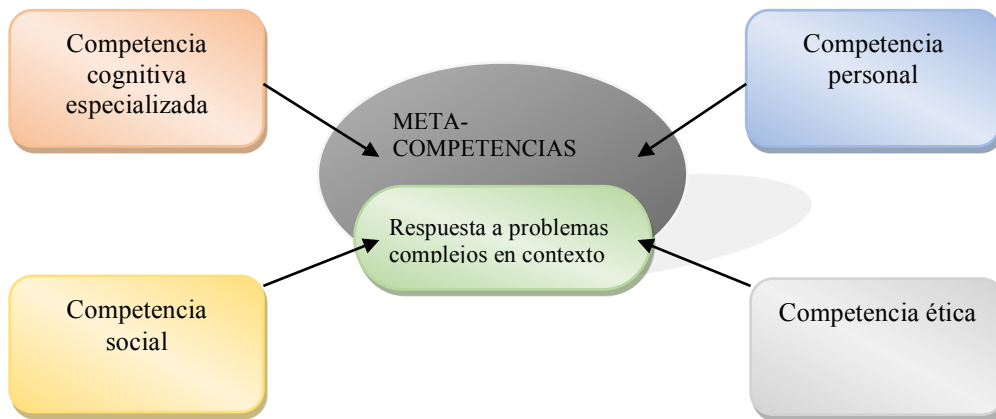 Competencia
cognitiva
especializada
Competencia
personal
META-
COMPETENCIAS
Respuesta a problemas
complejos en contexto
Competencia
social
Competencia ética